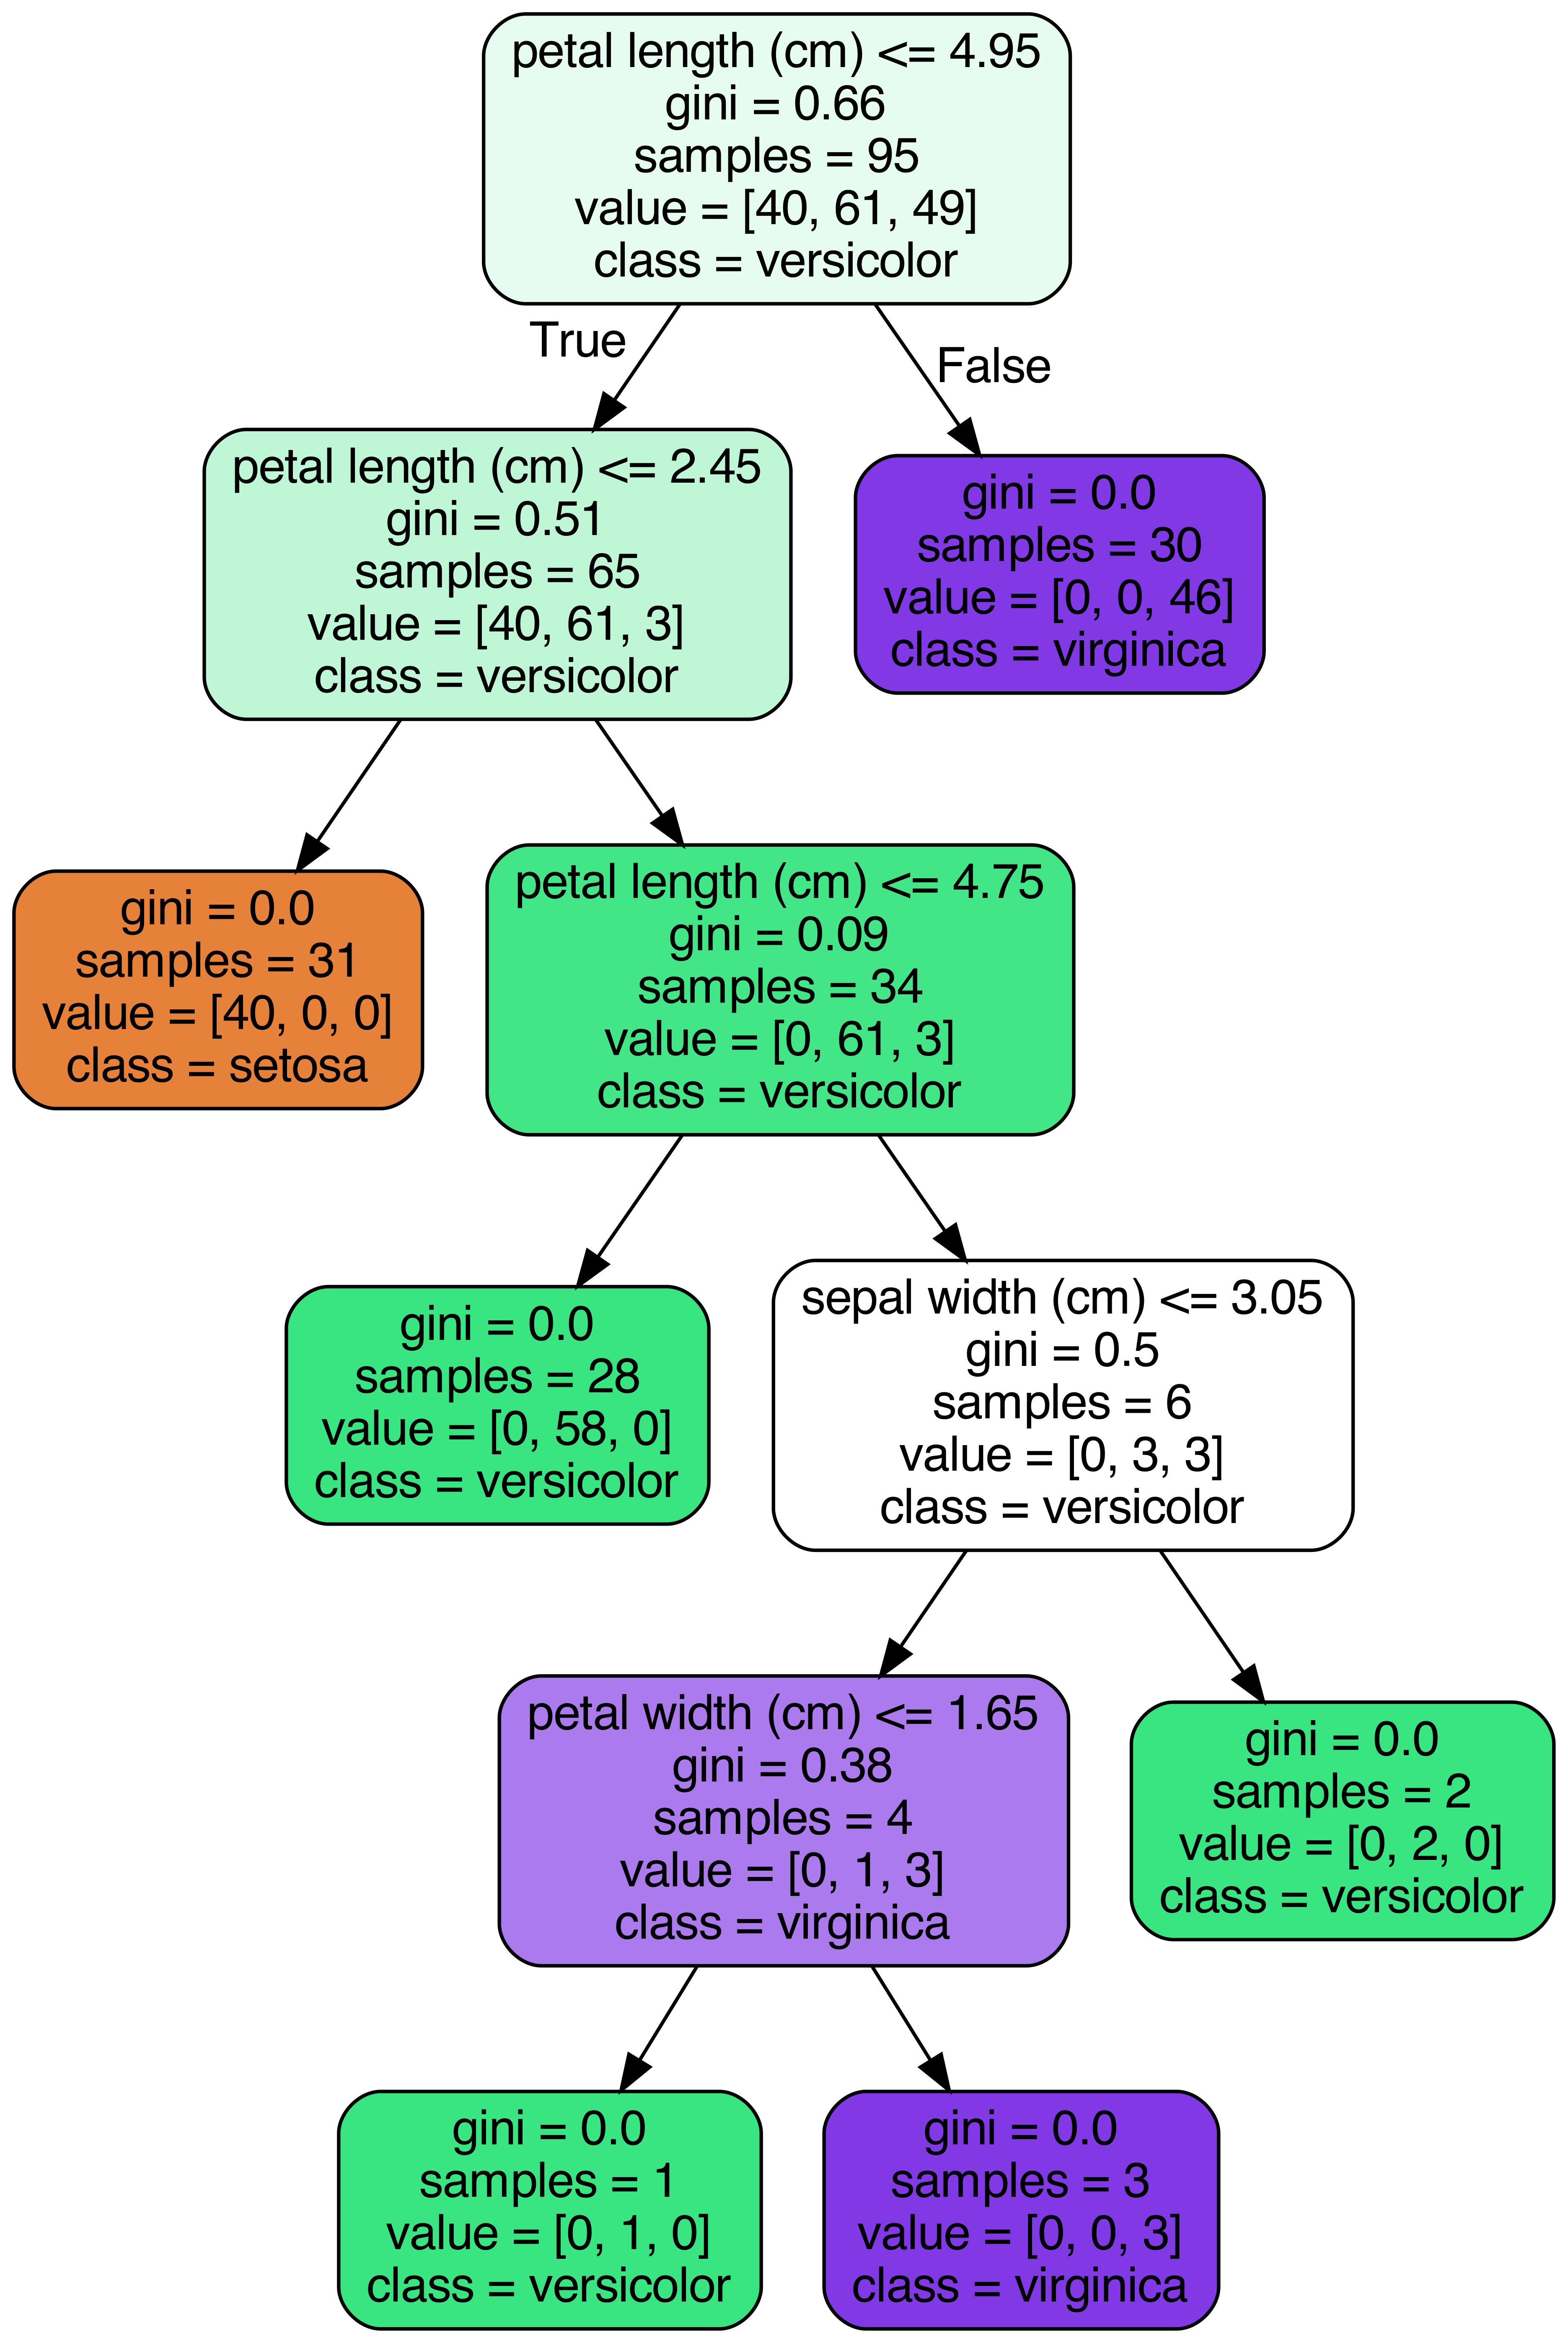 petal length (cm) <= 4.95
gini = 0.66
samples = 95
value = [40, 61, 49]
class = versicolor
True
False
petal length (cm) <= 2.45
gini = 0.51
samples = 65
value = [40, 61, 3]
class = versicolor
gini = 0.0
samples = 30
value = [0, 0, 46]
class = virginica
gini = 0.0
samples = 31
value = [40, 0, 0]
class = setosa
petal length (cm) <= 4.75
gini = 0.09
samples = 34
value = [0, 61, 3]
class = versicolor
gini = 0.0
samples = 28
value = [0, 58, 0]
class = versicolor
sepal width (cm) <= 3.05
gini = 0.5
samples = 6
value = [0, 3, 3]
class = versicolor
petal width (cm) <= 1.65
gini = 0.38
samples = 4
value = [0, 1, 3]
class = virginica
gini = 0.0
samples = 2
value = [0, 2, 0]
class = versicolor
gini = 0.0
samples = 1
value = [0, 1, 0]
class = versicolor
gini = 0.0
samples = 3
value = [0, 0, 3]
class = virginica